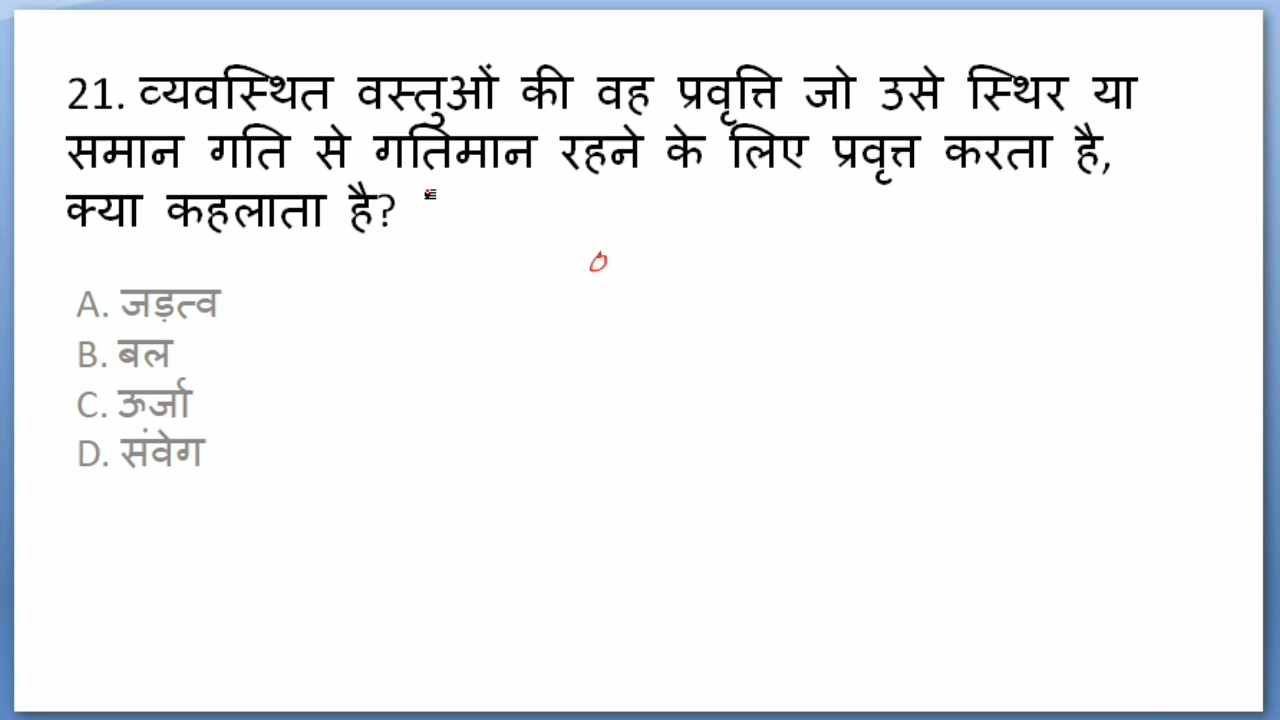 21. व्यवस्थित वस्तुओं की वह प्रवृत्ति जो उसे स्थिर या
समान गति से गतिमान रहने के लिए प्रवृत्त करता है,
क्या कहलाता है?
A. जड़त्व
B. बल
C. ऊर्जा
D. संवेग